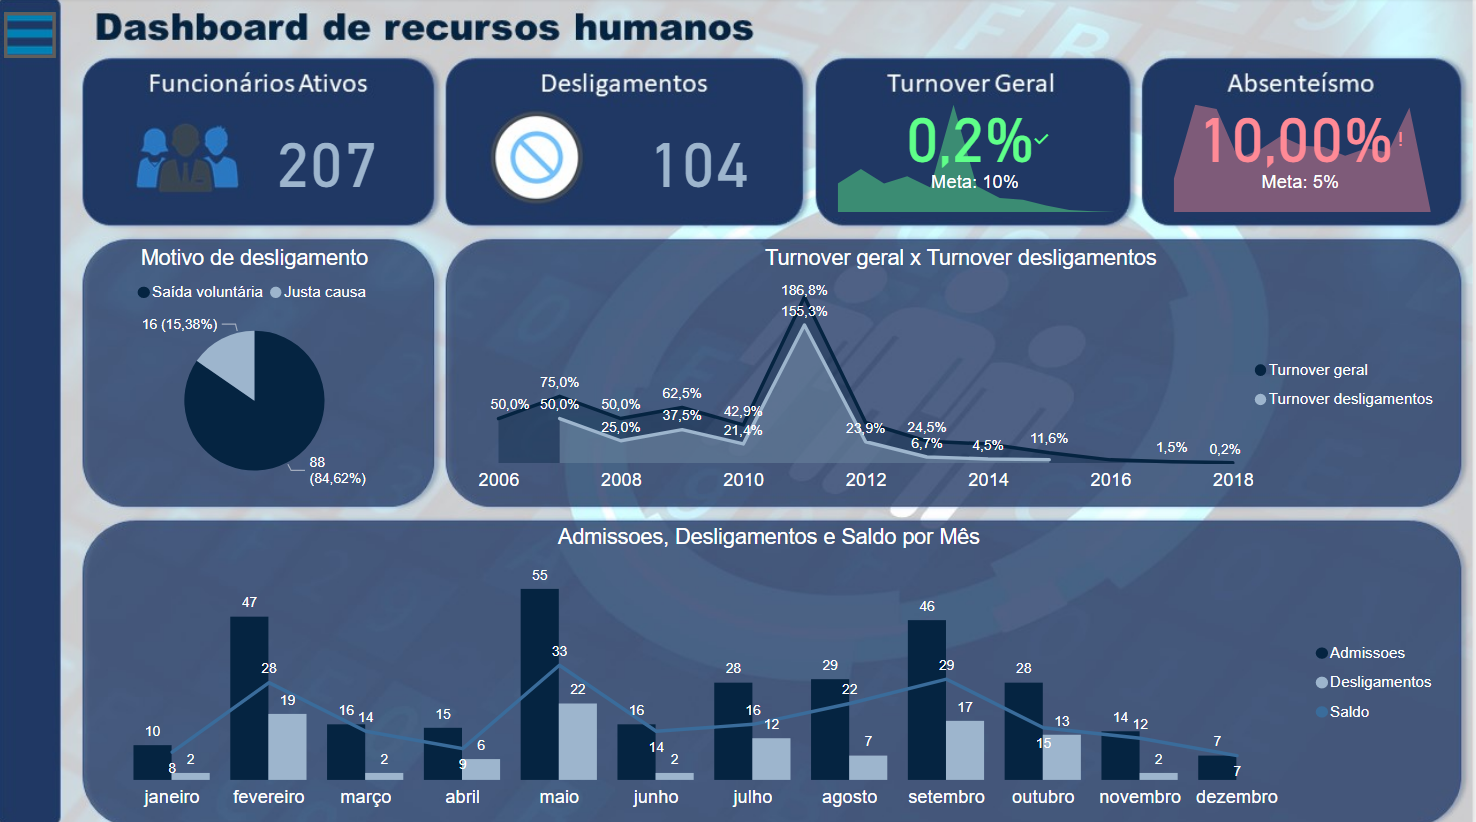 Dashboard de recursos humanos
Funcionários Ativos
207
Desligamentos
104
Turnover Geral
0,2%
Meta: 10%
Absenteísmo
10,00%!
Meta: 5%
Motivo de desligamento
Saída voluntária Justa causa
16 (15,38%)
88
(84,62%)
Turnover geral x Turnover desligamentos
186,8%
155,3%
75,0%
62,5%
50,0% 50,0% 50,0% 42,9%
37,5%
25,0% 21,4% 23,9% 24,5%
6,7% 4,5% 11,6%
1,5% 0,2%
2006 2008 2010 2012 2014 2016 2018
Turnover geral
Turnover desligamentos
Admissoes, Desligamentos e Saldo por Mês
10 47 16 15 55 16 28 29 46 28 14 7
8 28 14 9 33 14 16 22 29 15 12 7
2 19 2 6 22 2 12 7 17 13 2
janeiro fevereiro março abril maio junho julho agosto setembro outubro novembro dezembro
Admissoes
Desligamentos
Saldo